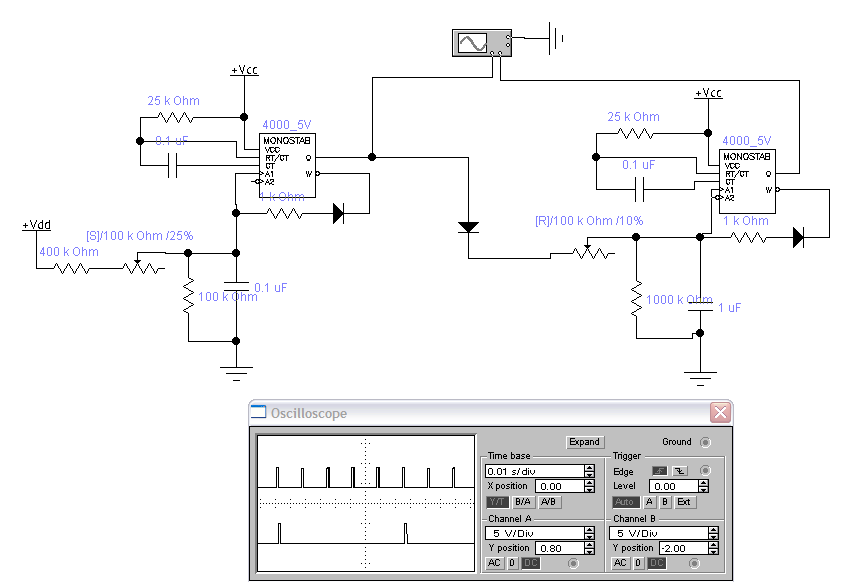 +Vcc
25 k Ohm
4000_5V
0.1 uF
MONOSTAB
VCC
RT/CT
CT
A1
A2
Q
W
1 k Ohm
+Vdd
[S]/100 k Ohm /25%
400 k Ohm
100 k Ohm
0.1 uF
+Vcc
25 k Ohm
4000_5V
0.1 uF
MONOSTAB
VCC
RT/CT
CT
A1
A2
Q
W
[R]/100 k Ohm /10%
1 k Ohm
1000 k Ohm
1 uF
Oscilloscope
Expand
Ground
Time base
0.01 s/div
X position 0.00
Y/T B/A A/B
Trigger
Edge
Level 0.00
Auto A B Ext
Channel A
5 V/Div
Y position 0.80
AC 0 DC
Channel B
5 V/Div
Y position -2.00
AC 0 DC